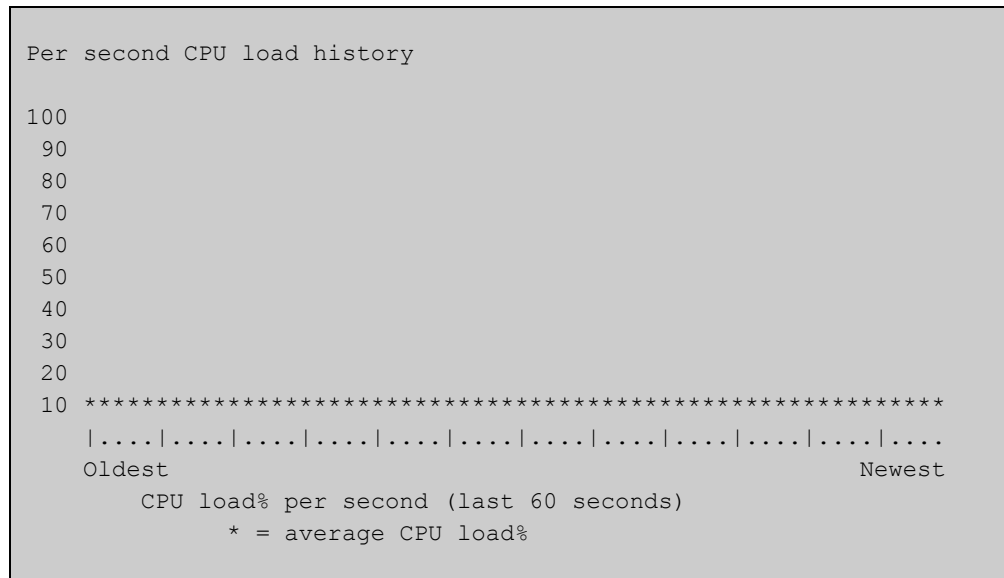 Per second CPU load history
100
90
80
70
60
50
40
30
20
10 ************************************************************
|....|....|....|....|....|....|....|....|....|....|....|....
Oldest Newest
CPU load% per second (last 60 seconds)
* = average CPU load%